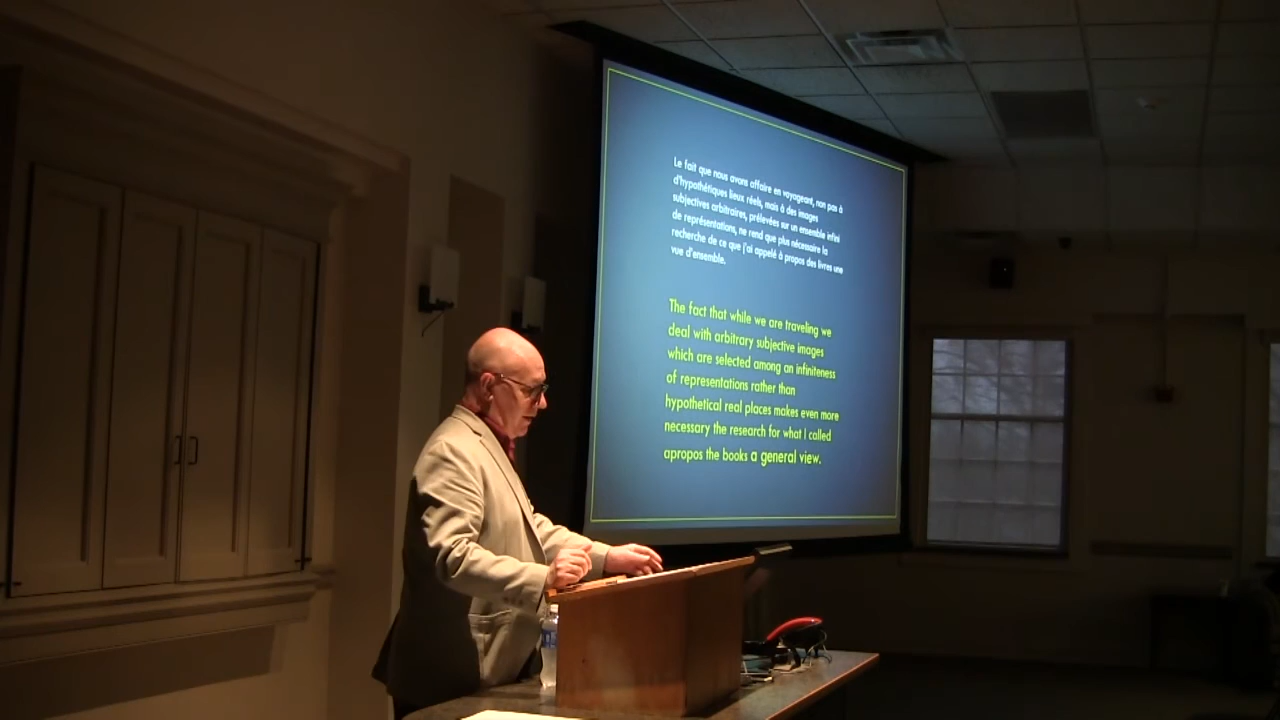 Le fait que nous avons affaire en voyageant, non pas à
d'hypothétiques lieux réels, mais à des images
subjectives arbitraires, prélevées sur un ensemble infini
de représentations, ne rend que plus nécessaire la
recherche de ce que j'ai appelé à propos des livres une
vue d'ensemble.
The fact that while we are traveling we
deal with arbitrary subjective images
which are selected among an infiniteness
of representations rather than
hypothetical real places makes even more
necessary the research for what I called
apropos the books a general view.